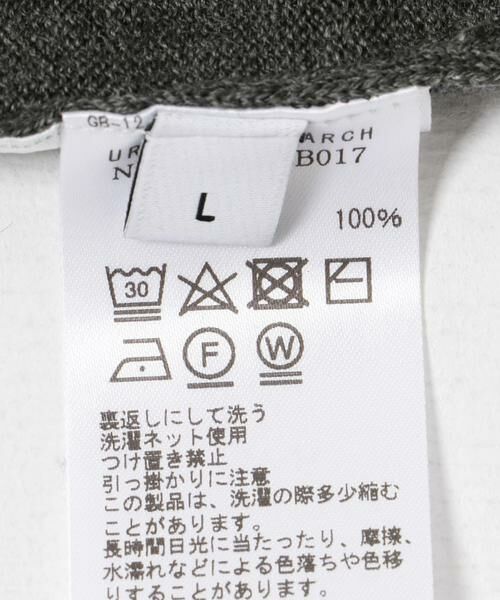 GB-12
ARCH
B017
L
100%
30
F
W
裏返しにして洗う
洗濯ネット使用
つけ置き禁止
引っ掛かりに注意
この製品は、洗濯の際多少縮む
ことがあります。
長時間日光に当たったり、摩擦、
水濡れなどによる色落ちや色移
りすることがあります。